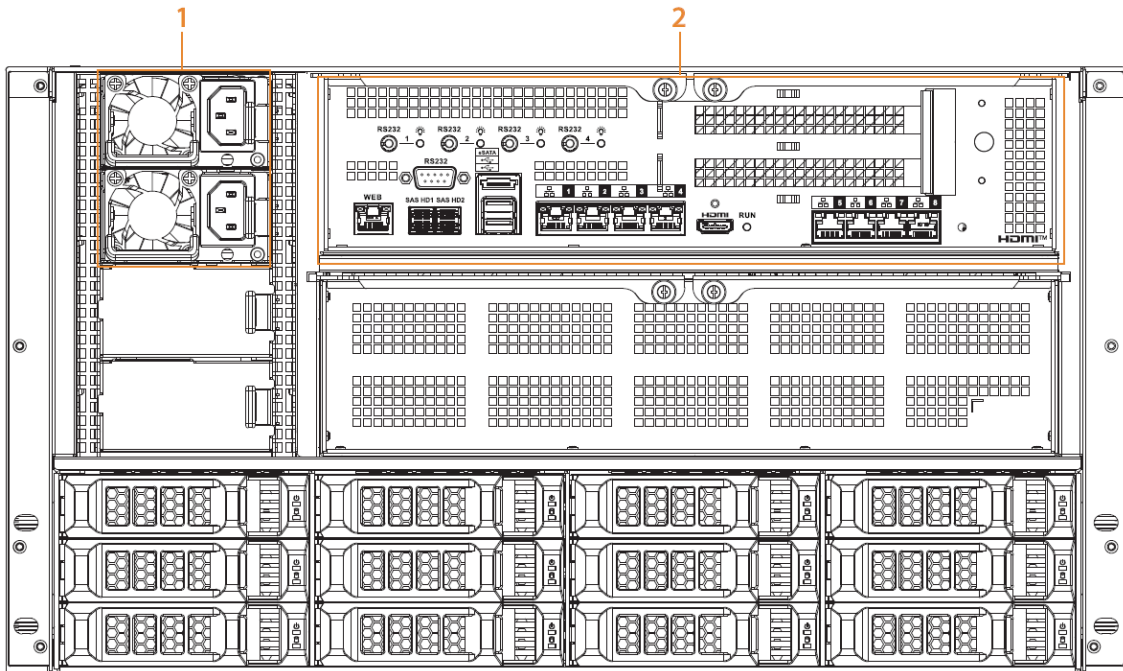 1
2
RS232 RS232 RS232 RS232
1 2 3 4
eSATA
RS232
WEB
SAS HD1 SAS HD2
1 2 3 4
HDMI
RUN
5 6 7 8
HDMI™